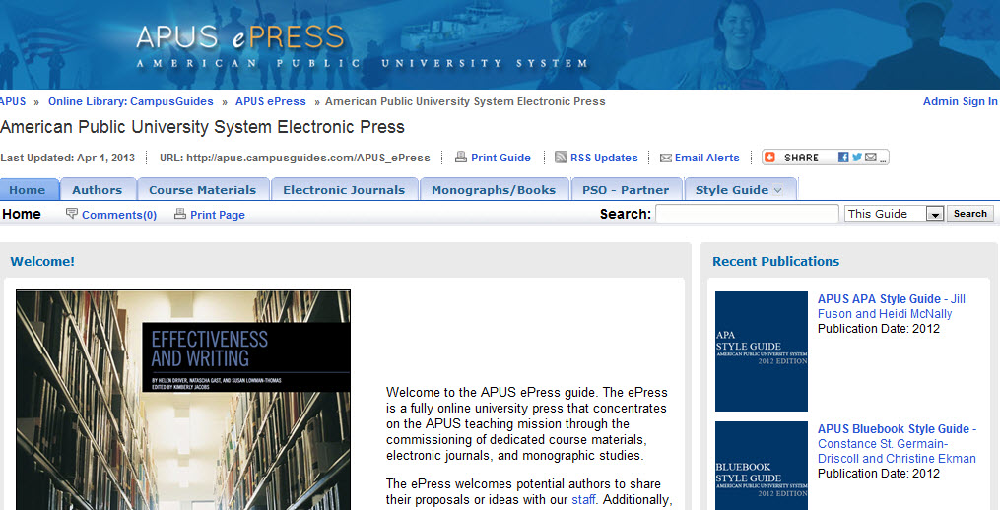 APUS ePRESS
AMERICAN PUBLIC UNIVERSITY SYSTEM
APUS » Online Library: CampusGuides » APUS ePress » American Public University System Electronic Press
Admin Sign In
American Public University System Electronic Press
Last Updated: Apr 1, 2013
URL: http://apus.campusguides.com/APUS_ePress
Print Guide
RSS Updates
Email Alerts
SHARE ...
Home
Authors
Course Materials
Electronic Journals
Monographs/Books
PSO - Partner
Style Guide
Home
Comments(0)
Print Page
Search:
This Guide
Search
Welcome!
EFFECTIVENESS
AND WRITING
BY HELEN DRIVER, NATASCHA GAST, AND SUSAN LOWMAN-THOMAS
EDITED BY KIMBERLY JACOBS
Welcome to the APUS ePress guide. The ePress
is a fully online university press that concentrates
on the APUS teaching mission through the
commissioning of dedicated course materials,
electronic journals, and monographic studies.
The ePress welcomes potential authors to share
their proposals or ideas with our staff. Additionally,
Recent Publications
APA
STYLE GUIDE
AMERICAN PUBLIC UNIVERSITY SYSTEM
2012 EDITION
APUS APA Style Guide - Jill
Fuson and Heidi McNally
Publication Date: 2012
BLUEBOOK
STYLE GUIDE
AMERICAN PUBLIC UNIVERSITY SYSTEM
2012 EDITION
APUS Bluebook Style Guide -
Constance St. Germain-
Driscoll and Christine Ekman
Publication Date: 2012